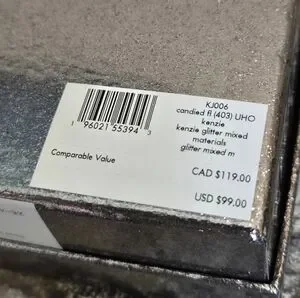 KJ006
candied fl (403) UHO
kenzie
kenzie glitter mixed
materials
glitter mixed m
1 96021 55394 3
Comparable Value
CAD $119.00
USD $99.00